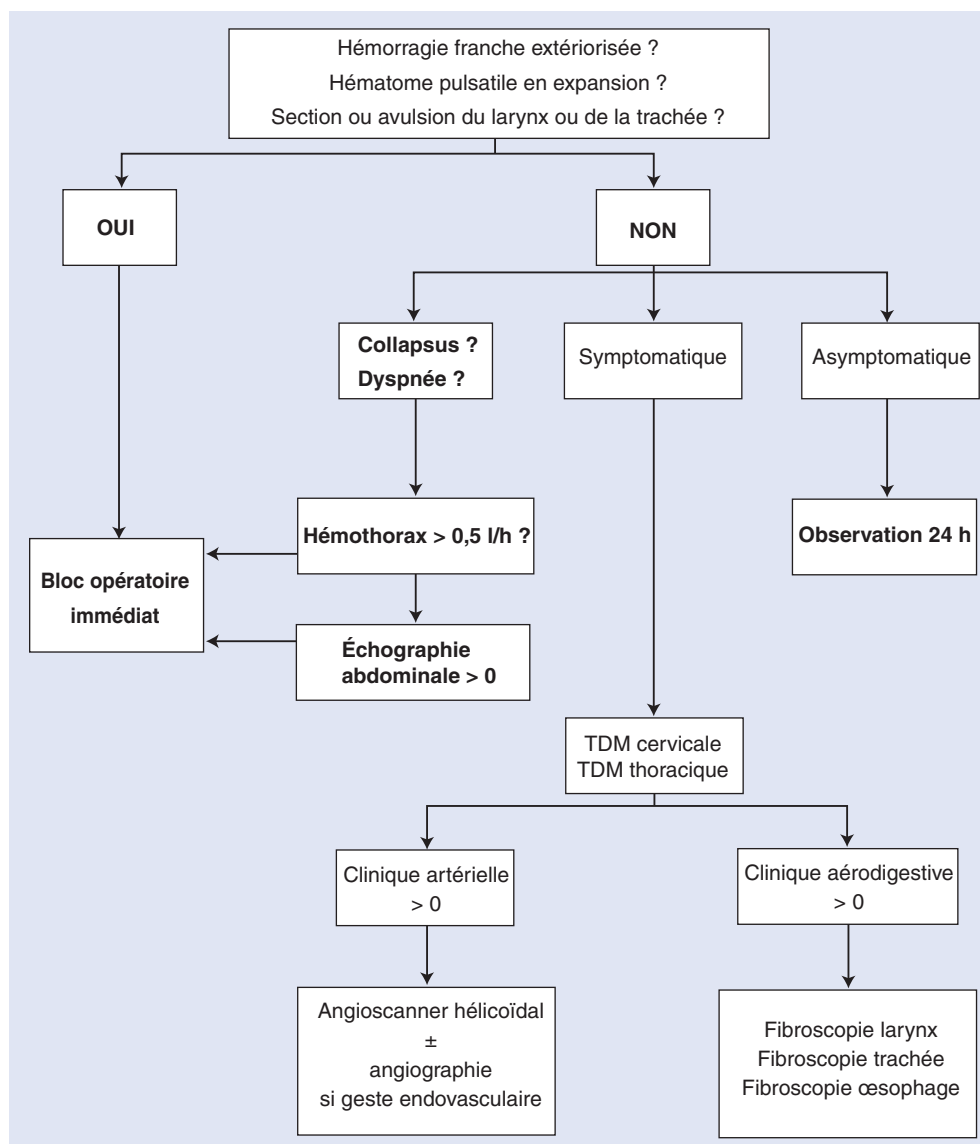 Hémorragie franche extériorisée ?
Hématome pulsatile en expansion ?
Section ou avulsion du larynx ou de la trachée ?
OUI
NON
Collapsus ?
Dyspnée ?
Symptomatique
Asymptomatique
Hémothorax > 0,5 l/h ?
Observation 24 h
Bloc opératoire
immédiat
Échographie
abdominale > 0
TDM cervicale
TDM thoracique
Clinique artérielle
> 0
Clinique aérodigestive
> 0
Angioscanner hélicoïdal
±
angiographie
si geste endovasculaire
Fibroscopie larynx
Fibroscopie trachée
Fibroscopie œsophage